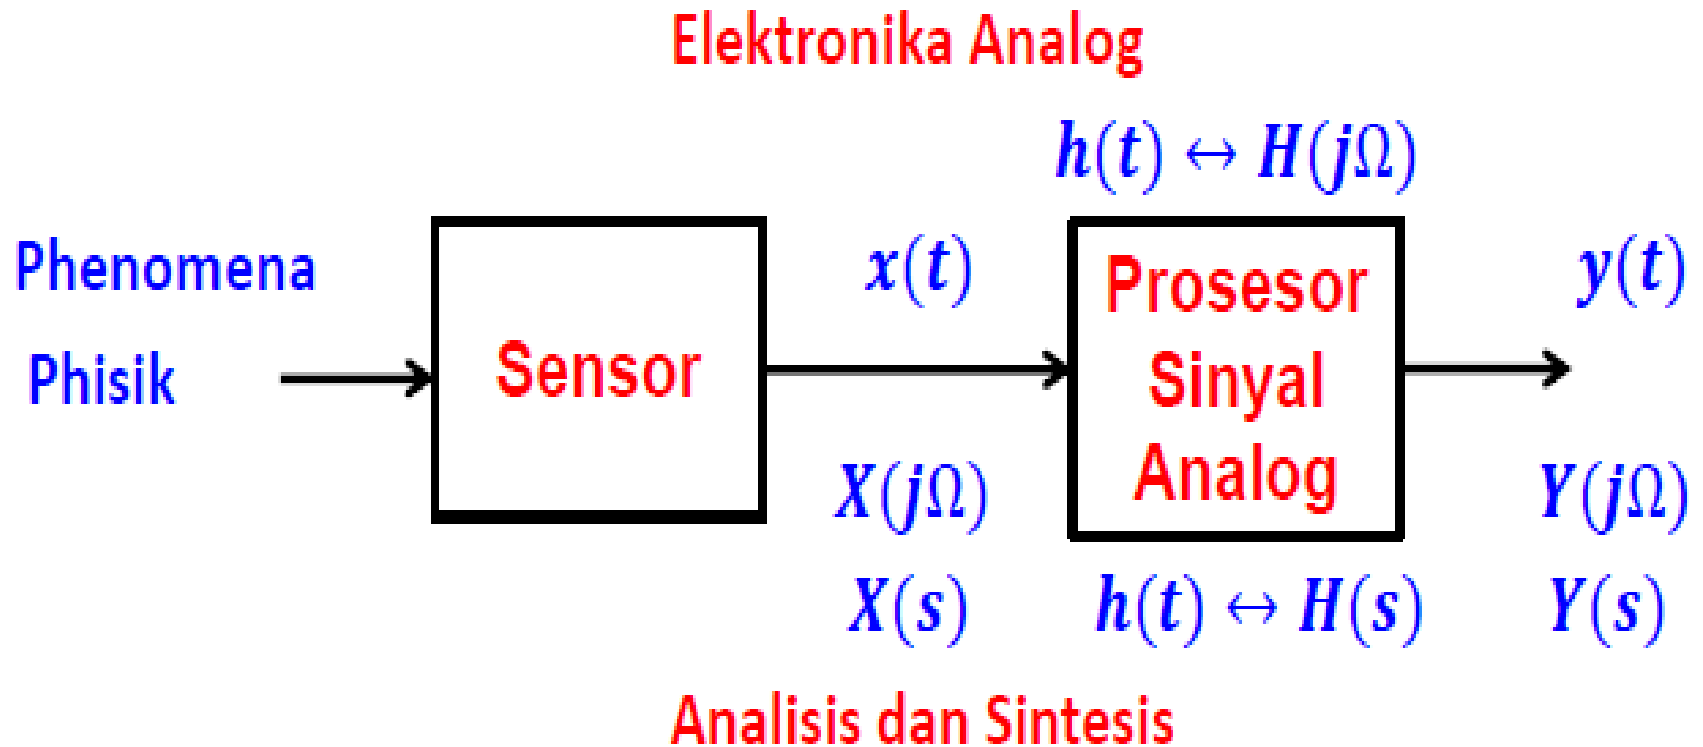 Elektronika Analog
h(t) ↔ H(jΩ)
Phenomena
Phisik
Sensor
x(t)
X(jΩ)
X(s)
Prosesor
Sinyal
Analog
h(t) ↔ H(s)
y(t)
Y(jΩ)
Y(s)
Analisis dan Sintesis